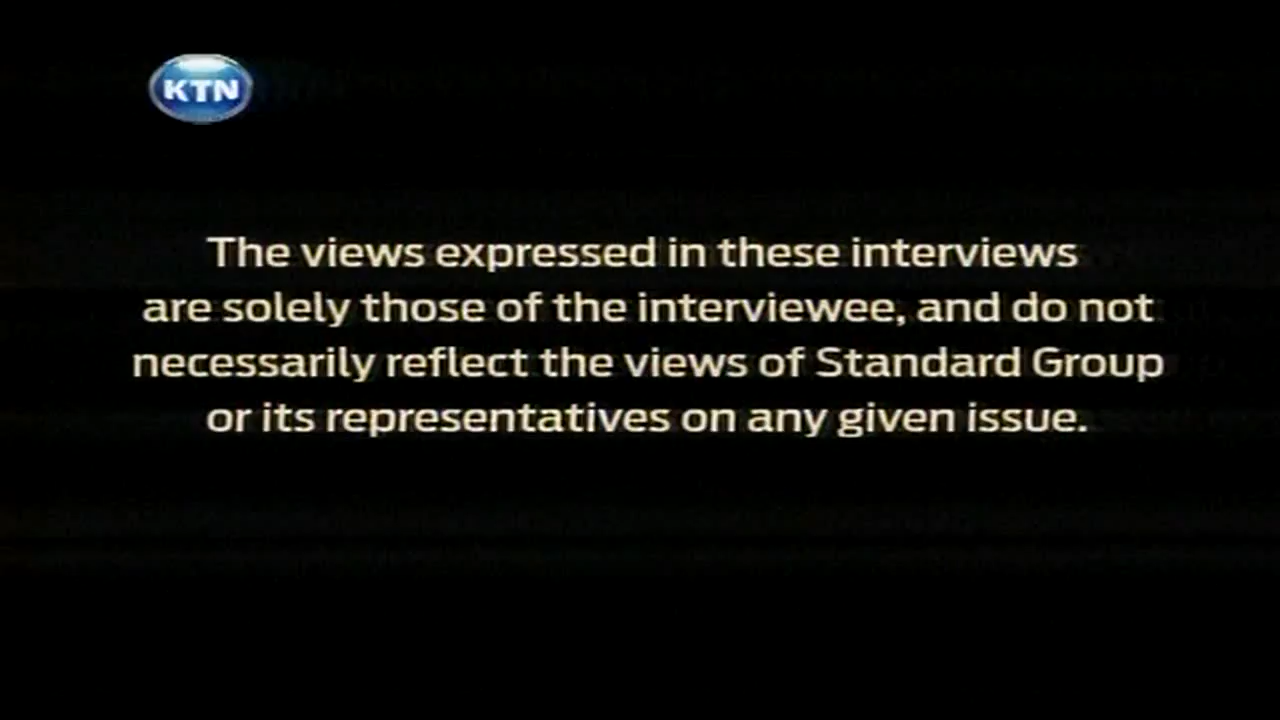 KTN
The views expressed in these interviews
are solely those of the interviewee, and do not
necessarily reflect the views of Standard Group
or its representatives on any given issue.